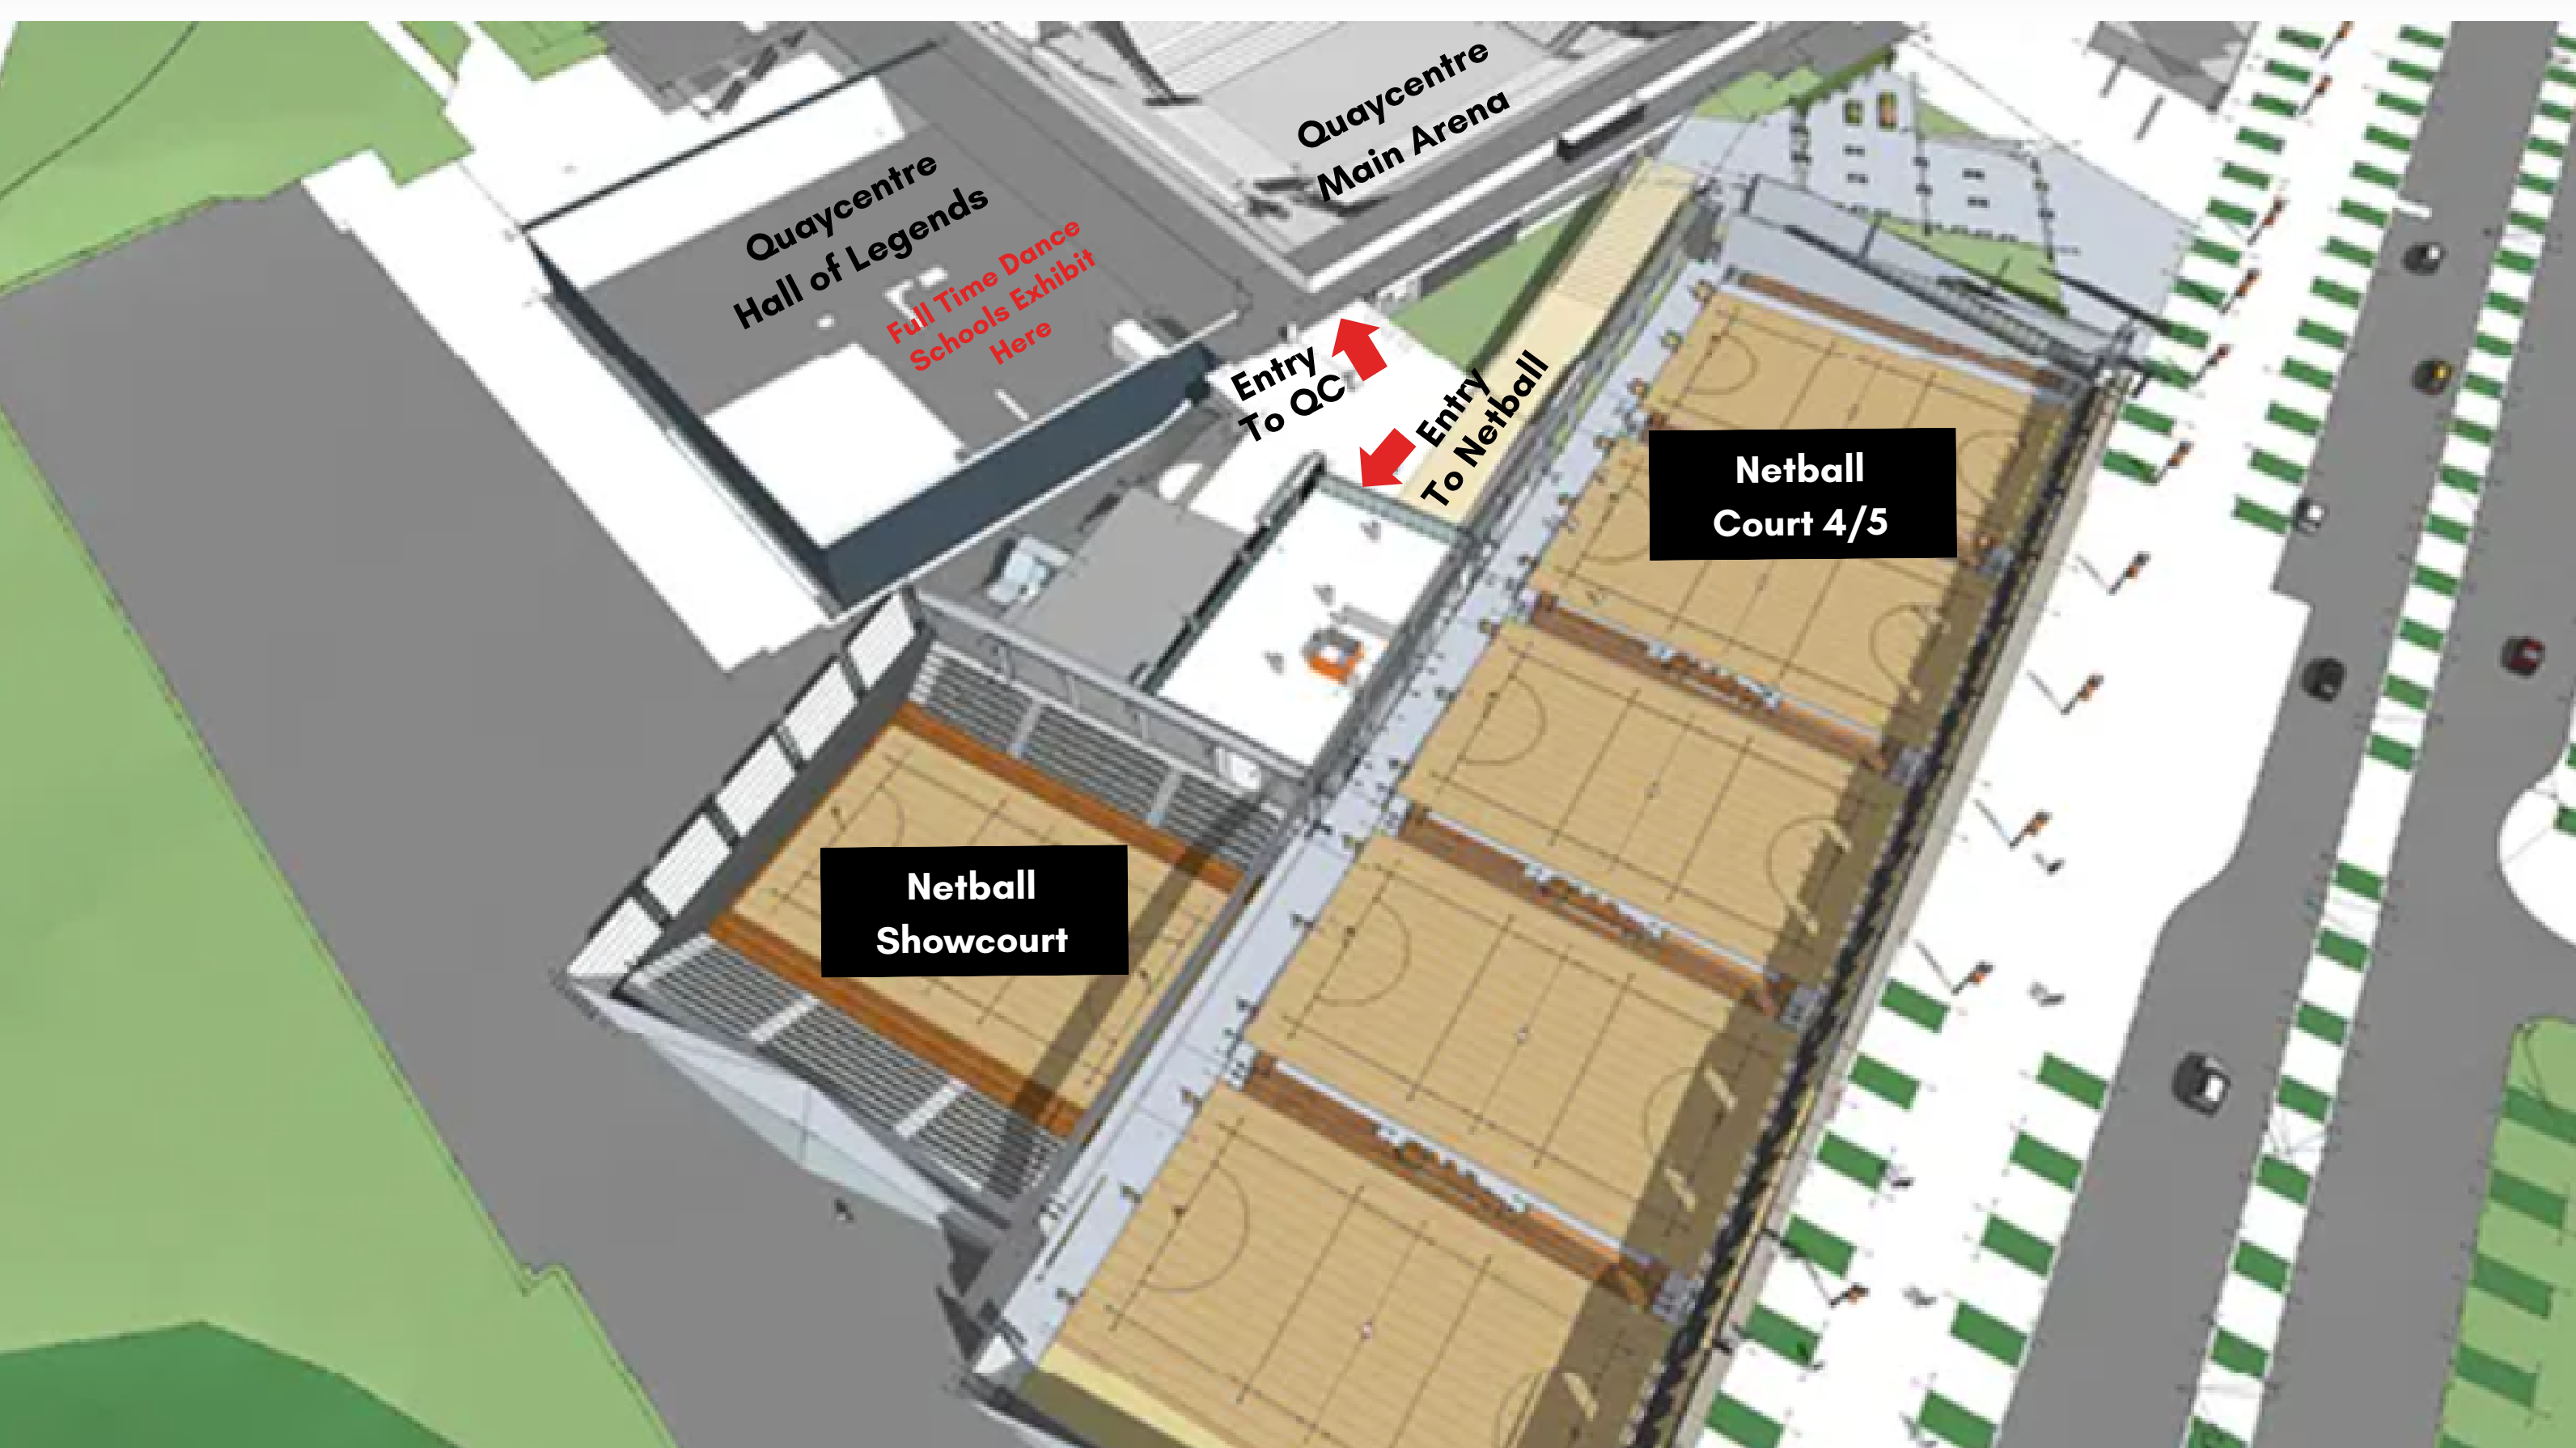 Quaycentre
Main Arena
Quaycentre
Hall of Legends
Full Time Dance
Schools Exhibit
Here
Entry
To QC
Entry
To Netball
Netball
Court 4/5
Netball
Showcourt